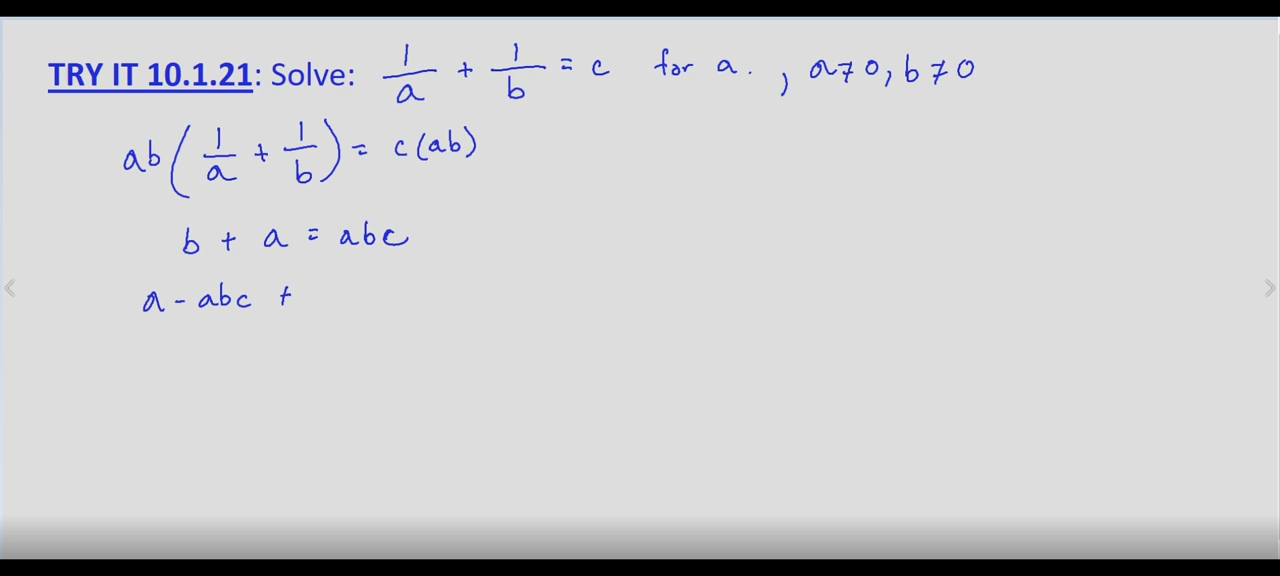 TRY IT 10.1.21: Solve: 1/a + 1/b = c for a. , a≠0, b≠0
ab(1/a + 1/b) = c(ab)
b + a = abc
a - abc +